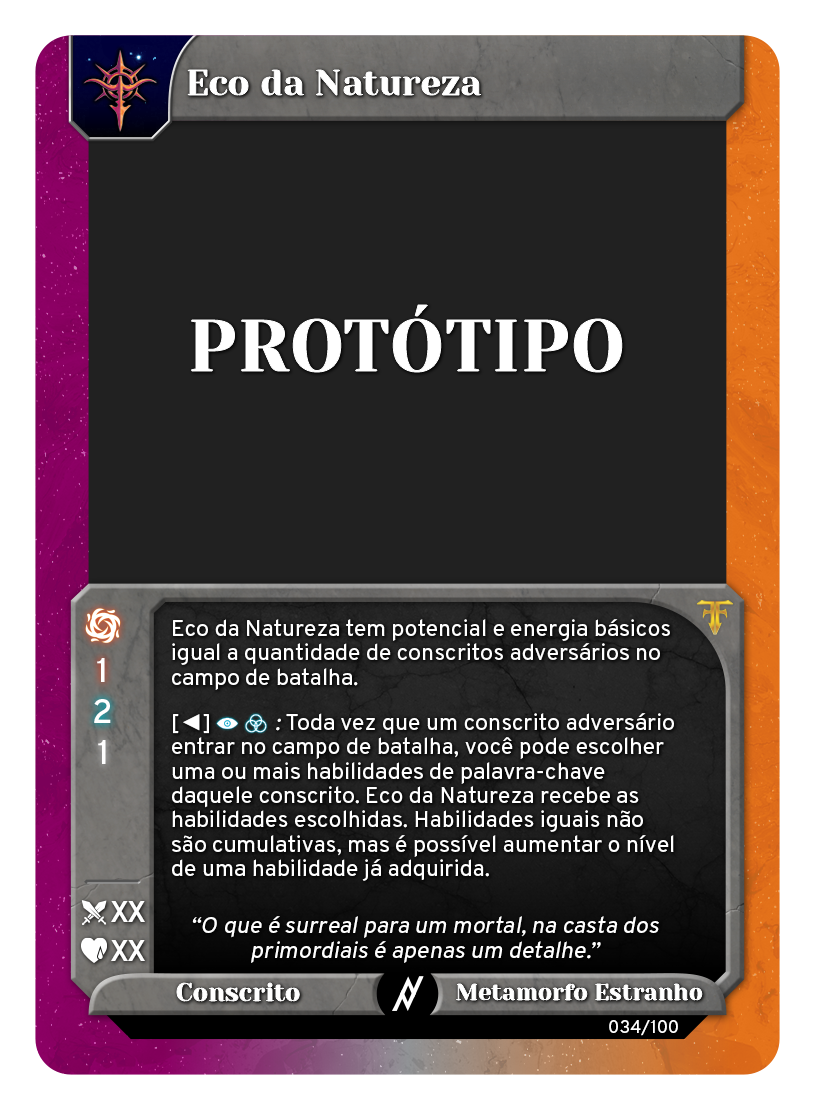 Eco da Natureza
PROTÓTIPO
1
2
1
Eco da Natureza tem potencial e energia básicos
igual a quantidade de conscritos adversários no
campo de batalha.
[◄] : Toda vez que um conscrito adversário
entrar no campo de batalha, você pode escolher
uma ou mais habilidades de palavra-chave
daquele conscrito. Eco da Natureza recebe as
habilidades escolhidas. Habilidades iguais não
são cumulativas, mas é possível aumentar o nível
de uma habilidade já adquirida.
XX
XX
“O que é surreal para um mortal, na casta dos
primordiais é apenas um detalhe.”
Conscrito
Metamorfo Estranho
034/100